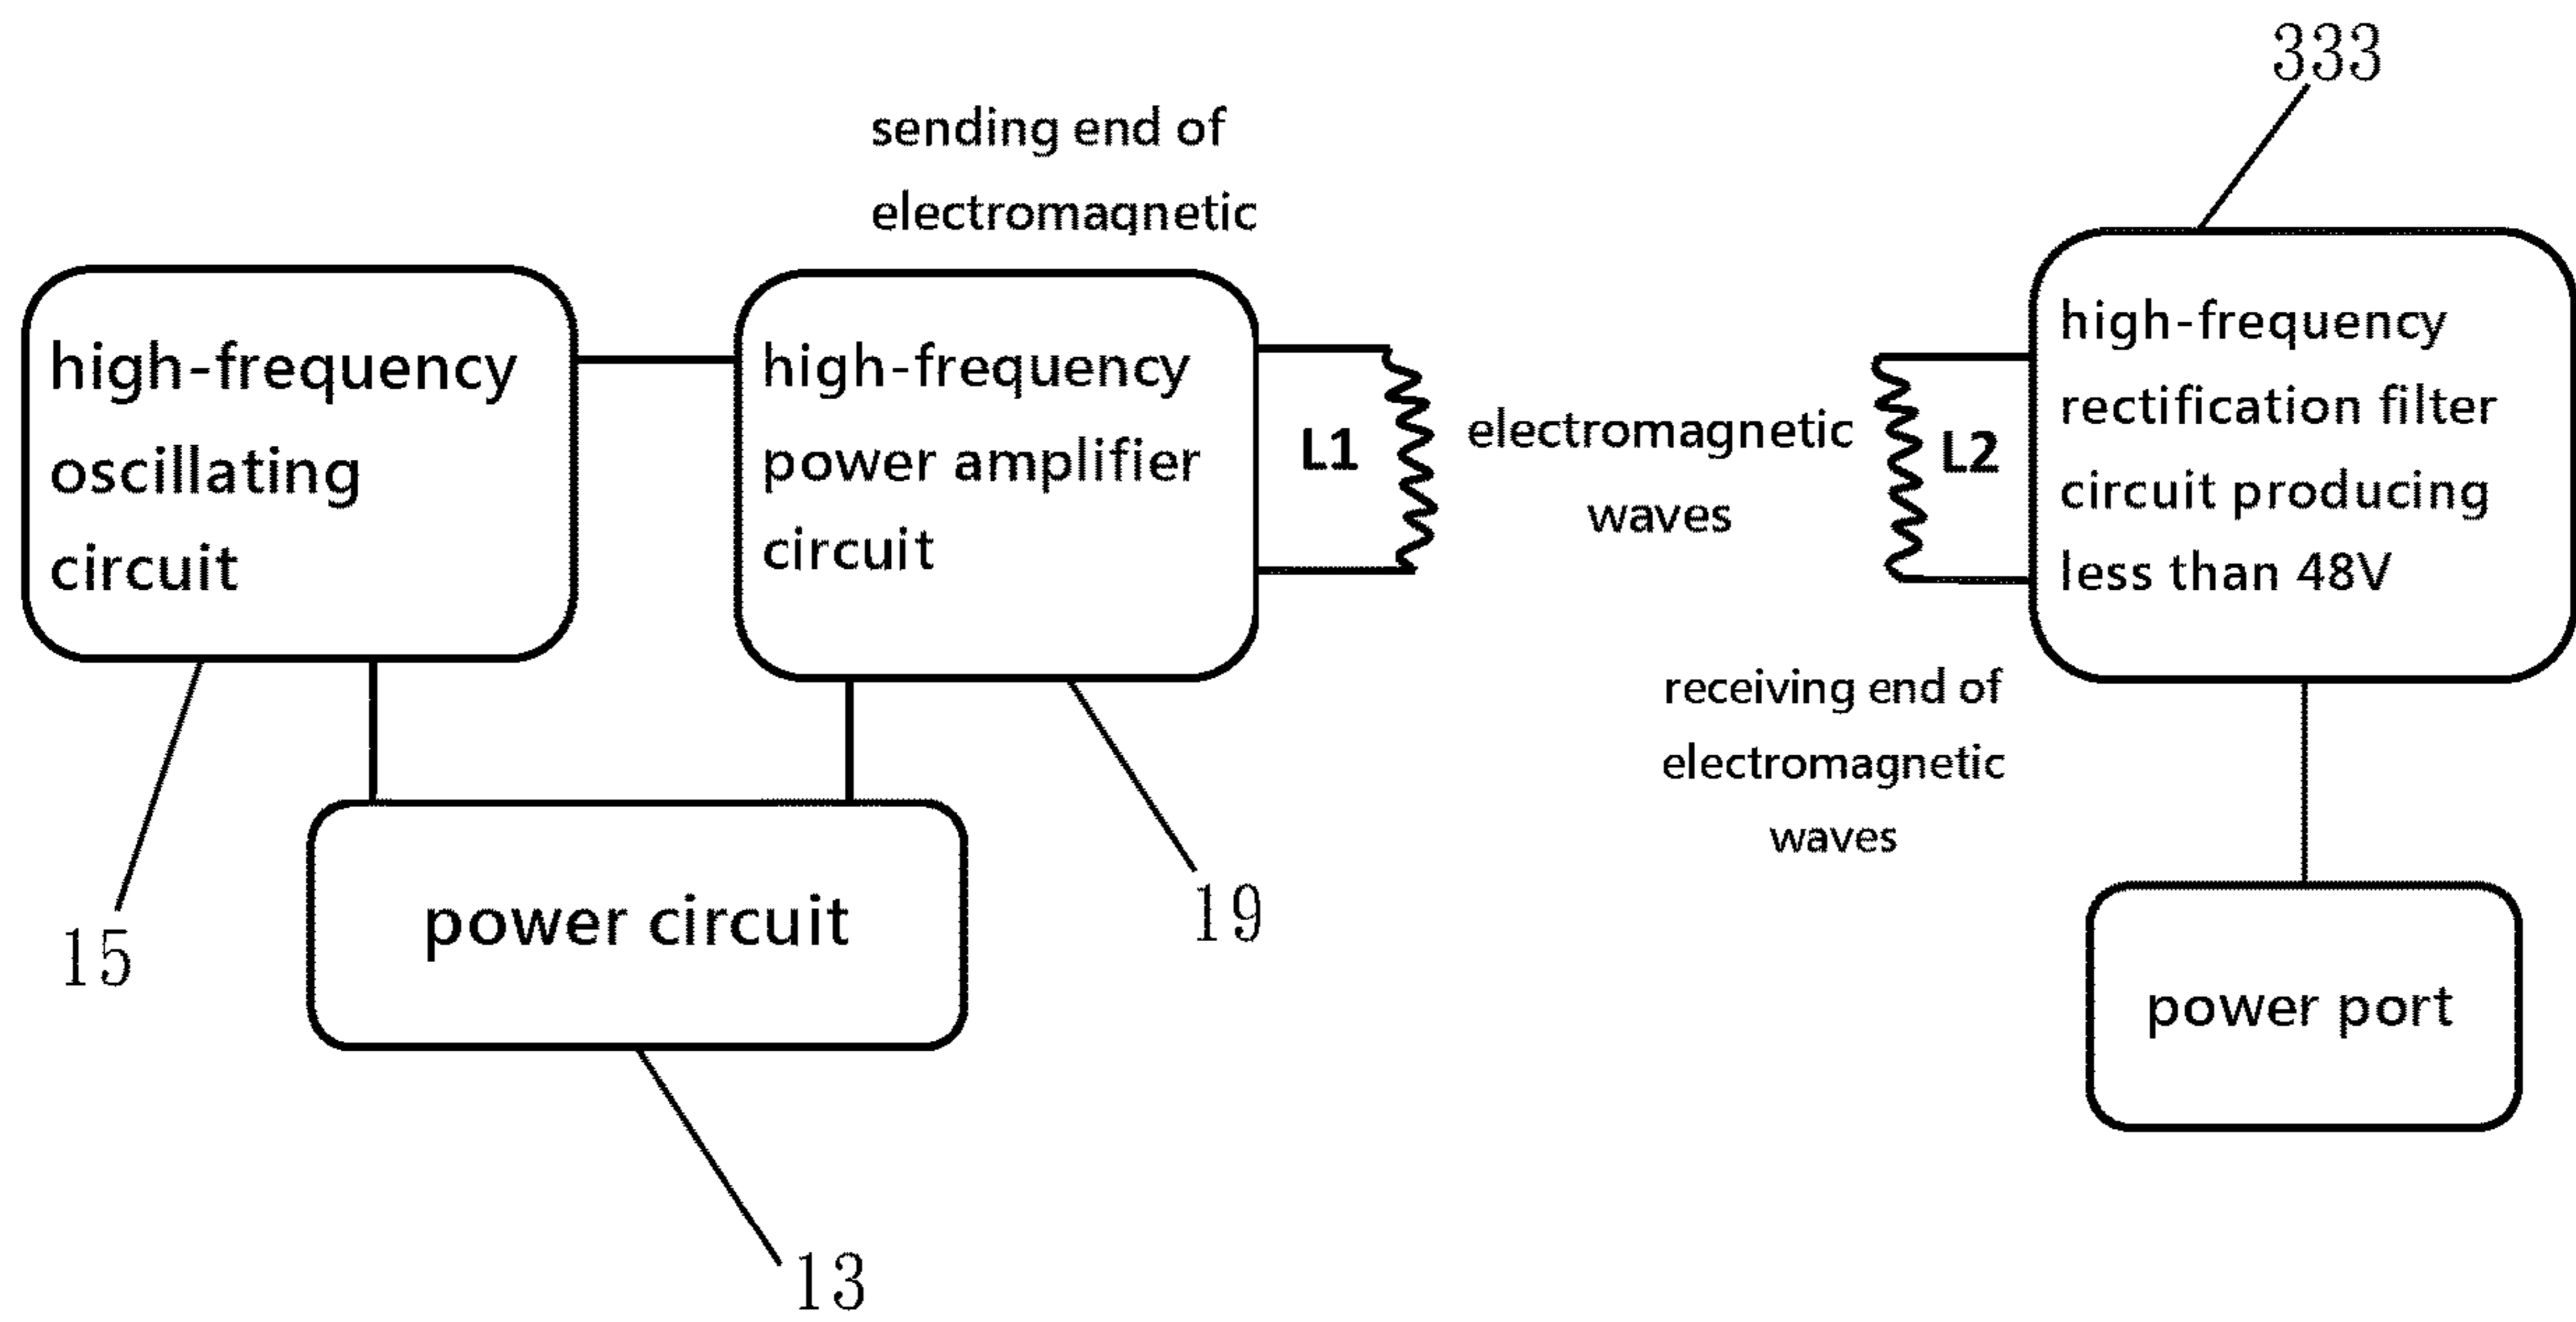 333
sending end of
electromagnetic
high-frequency
oscillating
circuit
high-frequency
power amplifier
circuit
L1
electromagnetic
waves
L2
high-frequency
rectification filter
circuit producing
less than 48V
receiving end of
electromagnetic
waves
15
power circuit
19
power port
13